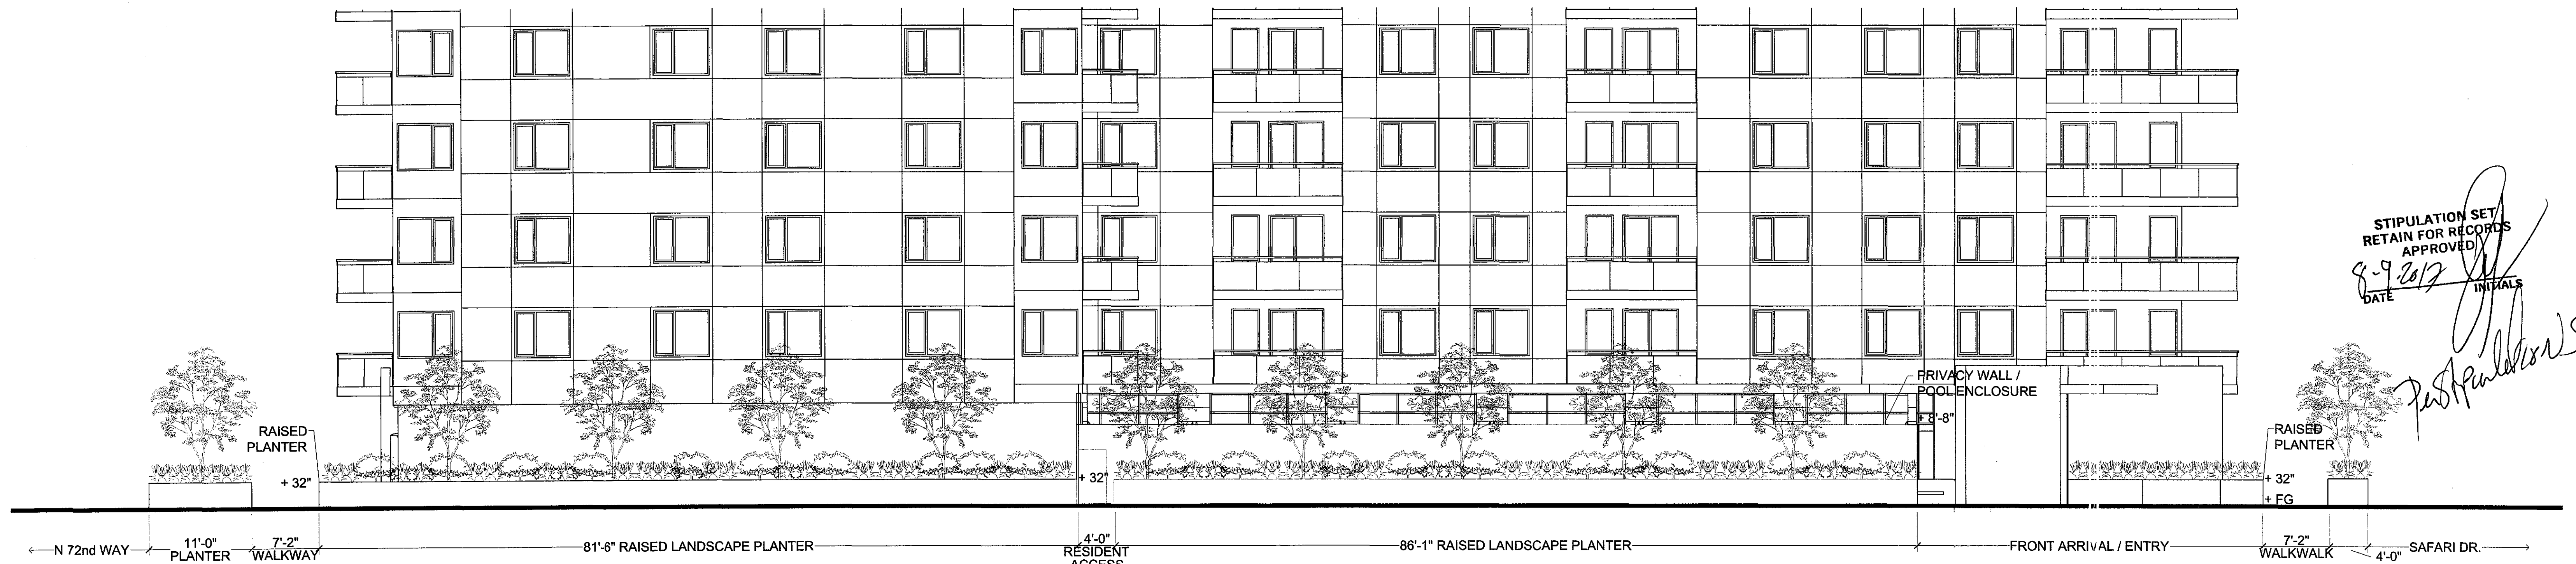 STIPULATION SET
RETAIN FOR RECORDS
APPROVED
8-9-2017
DATE
INITIALS
PRIVACY WALL /
POOL ENCLOSURE
+ 8'-8"
RAISED
PLANTER
+ 32"
+ 32"
RAISED
PLANTER
+ 32"
+ FG
N 72nd WAY
11'-0"
PLANTER
7'-2"
WALKWAY
81'-6" RAISED LANDSCAPE PLANTER
4'-0"
RESIDENT
ACCESS
86'-1" RAISED LANDSCAPE PLANTER
FRONT ARRIVAL / ENTRY
7'-2"
WALKWALK
4'-0"
SAFARI DR.